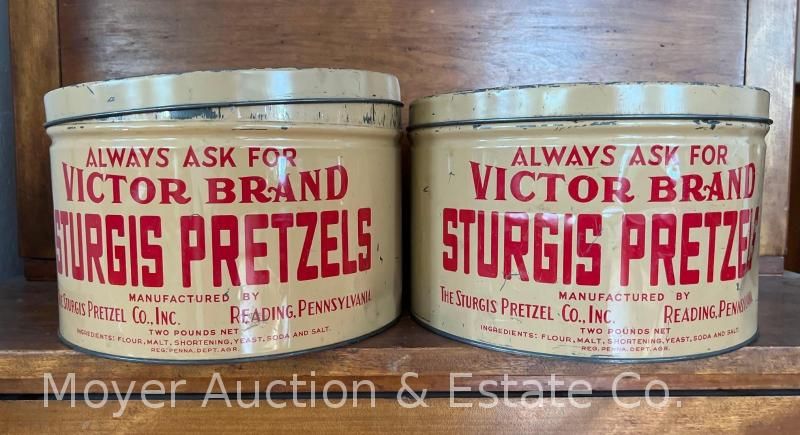 ALWAYS ASK FOR
VICTOR BRAND
STURGIS PRETZELS
MANUFACTURED BY
THE STURGIS PRETZEL CO., INC. READING, PENNSYLVANIA
TWO POUNDS NET
INGREDIENTS: FLOUR, MALT, SHORTENING, YEAST, SODA AND SALT.
REG. PENNA. DEPT. AGR.
ALWAYS ASK FOR
VICTOR BRAND
STURGIS PRETZELS
MANUFACTURED BY
THE STURGIS PRETZEL CO., INC. READING, PENNSYLVANIA
TWO POUNDS NET
INGREDIENTS: FLOUR, MALT, SHORTENING, YEAST, SODA AND SALT.
REG. PENNA. DEPT. AGR.
Moyer Auction & Estate Co.